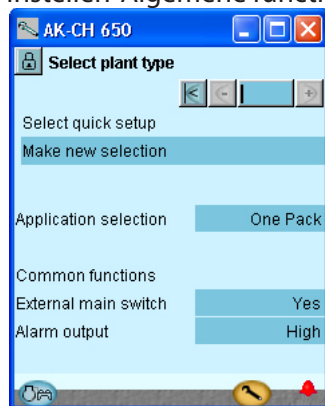 AK-CH 650
Select plant type
Select quick setup
Make new selection
Application selection One Pack
Common functions
External main switch Yes
Alarm output High